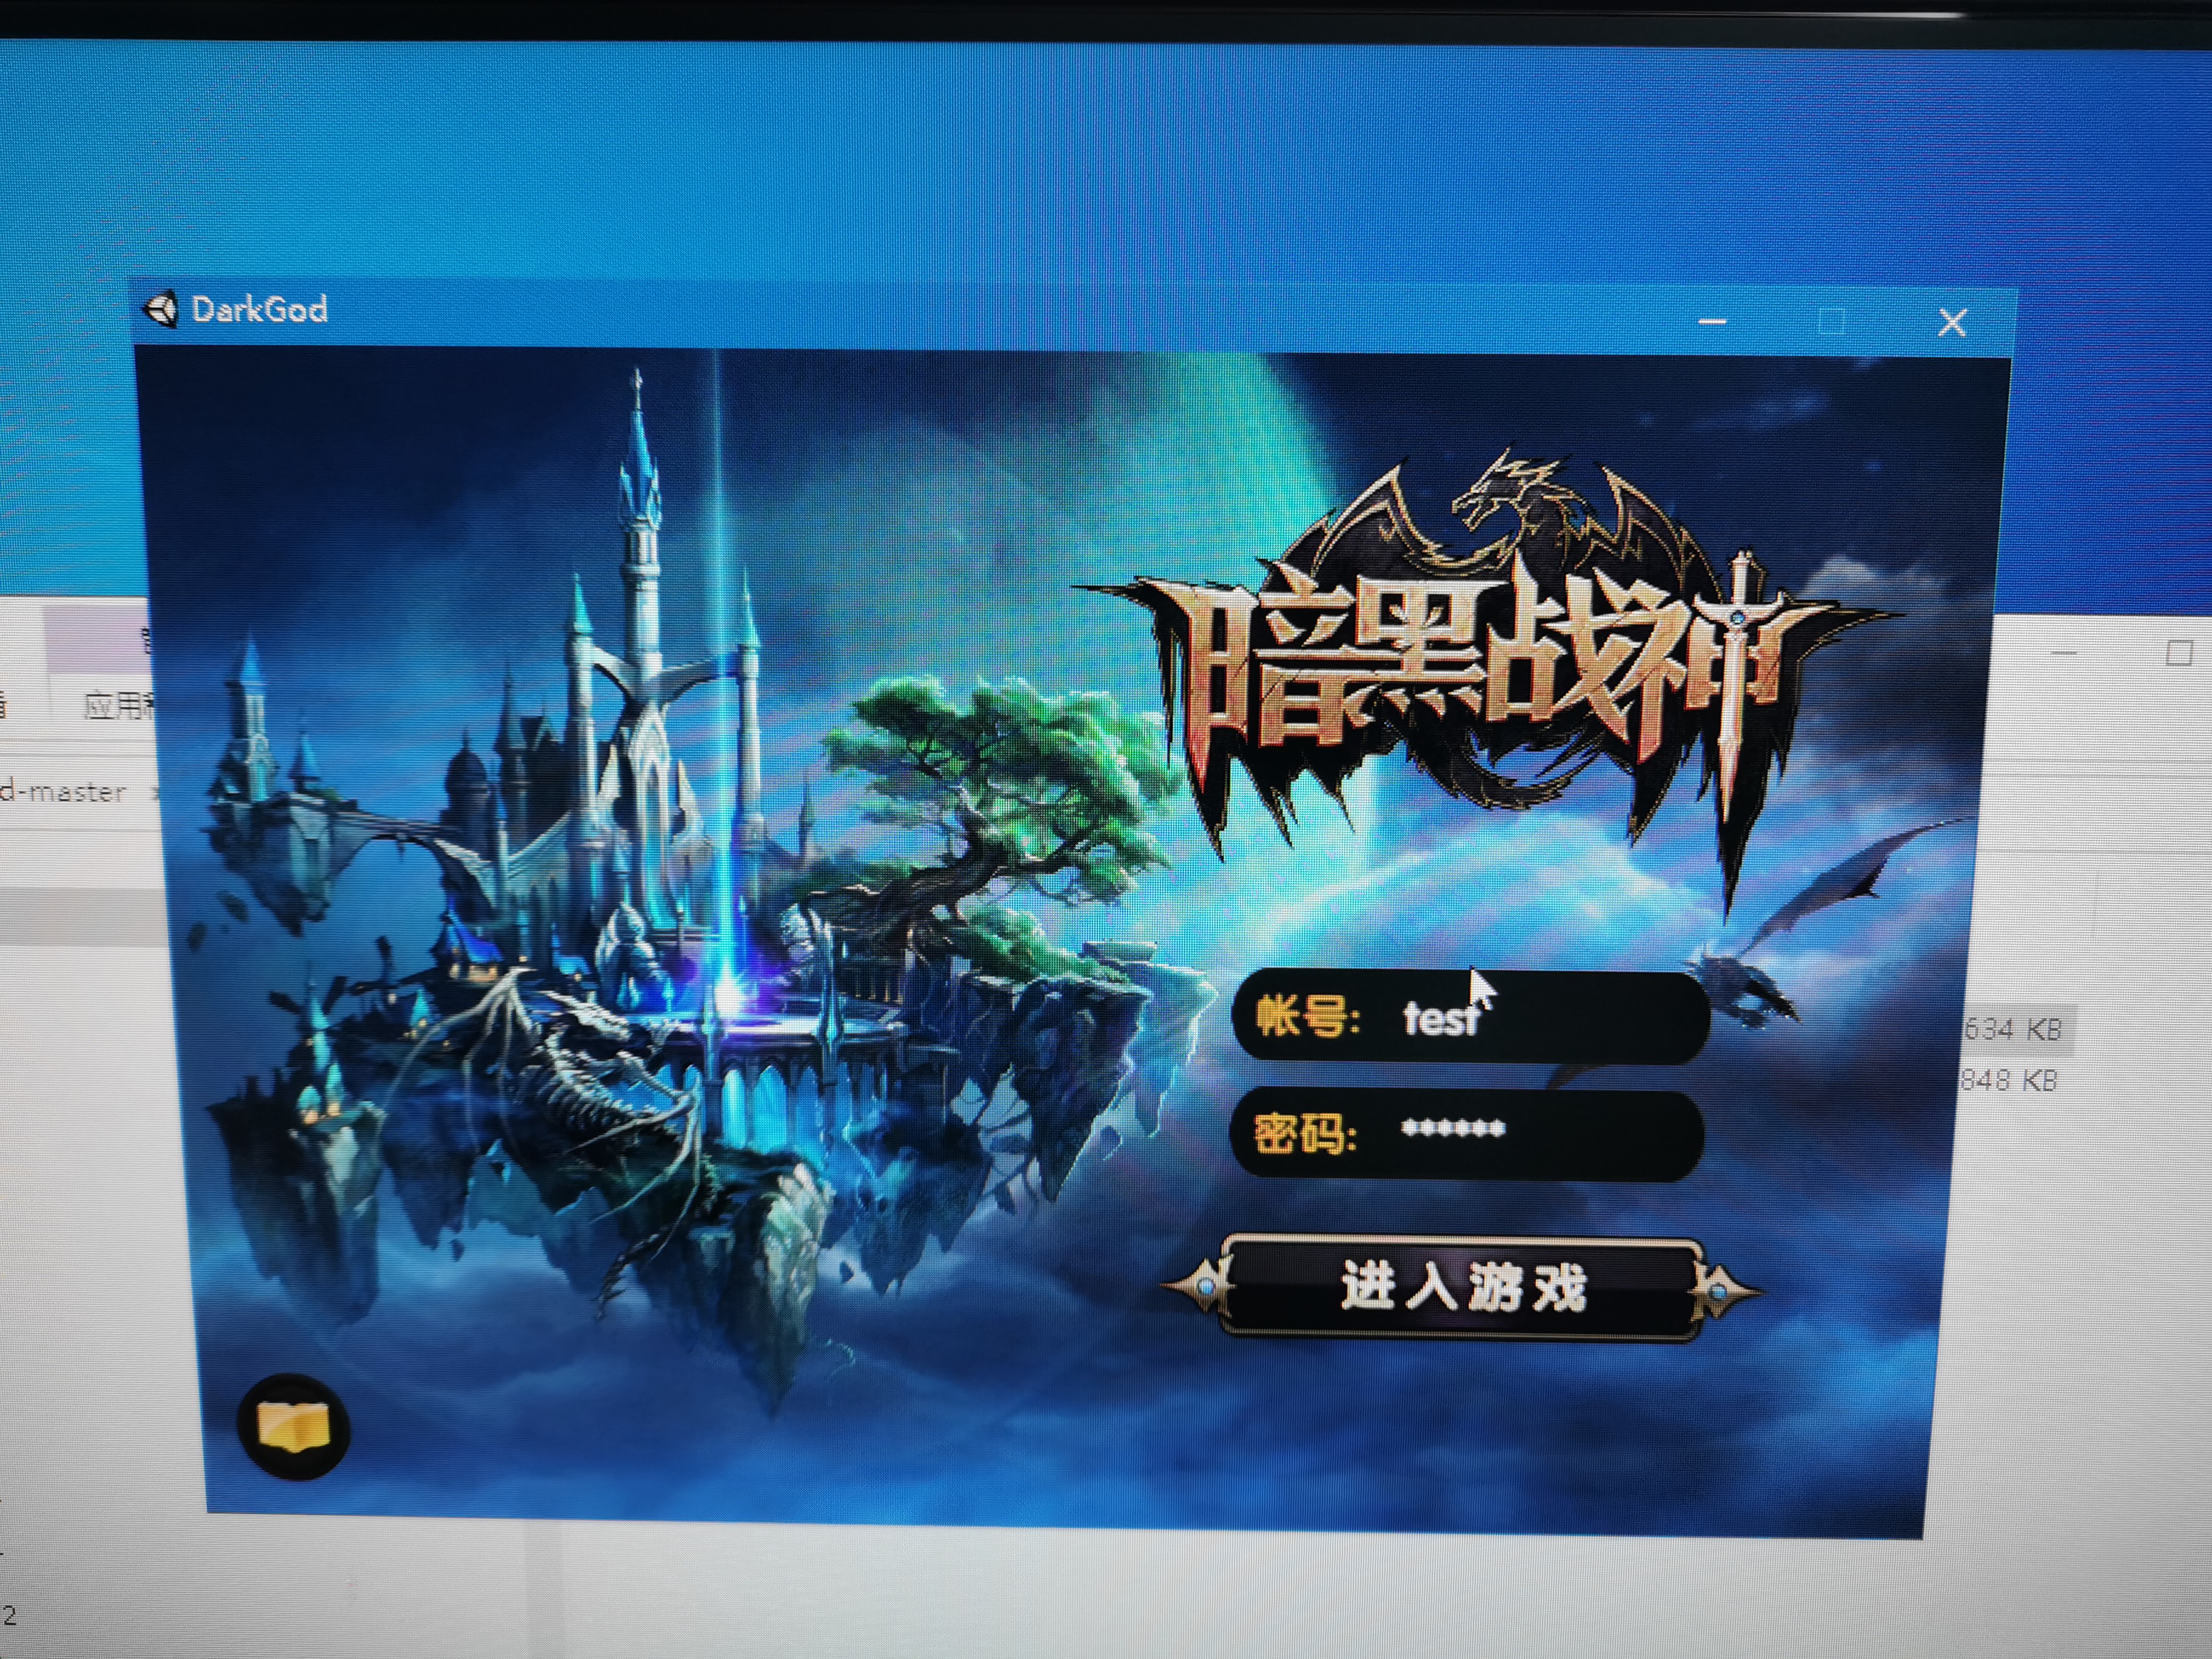 DarkGod
暗黑战神
应用
d-master
帐号: test
634 KB
848 KB
密码: ******
进入游戏
2